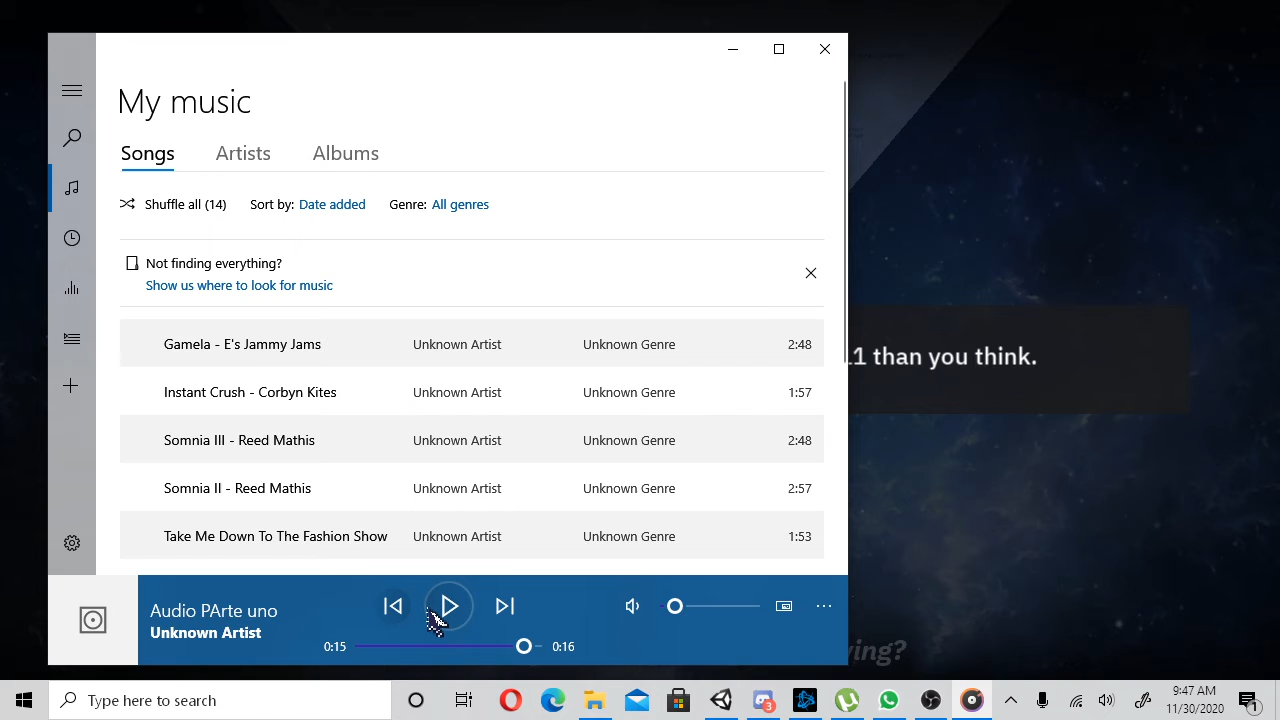 My music
Songs Artists Albums
Shuffle all (14) Sort by: Date added Genre: All genres
Not finding everything?
Show us where to look for music
Gamela - E's Jammy Jams Unknown Artist Unknown Genre 2:48
Instant Crush - Corbyn Kites Unknown Artist Unknown Genre 1:57
than you think.
Somnia III - Reed Mathis Unknown Artist Unknown Genre 2:48
Somnia II - Reed Mathis Unknown Artist Unknown Genre 2:57
Take Me Down To The Fashion Show Unknown Artist Unknown Genre 1:53
Audio PArte uno
Unknown Artist
0:15 0:16
Type here to search
3
9:47 AM
11/30/2020
1